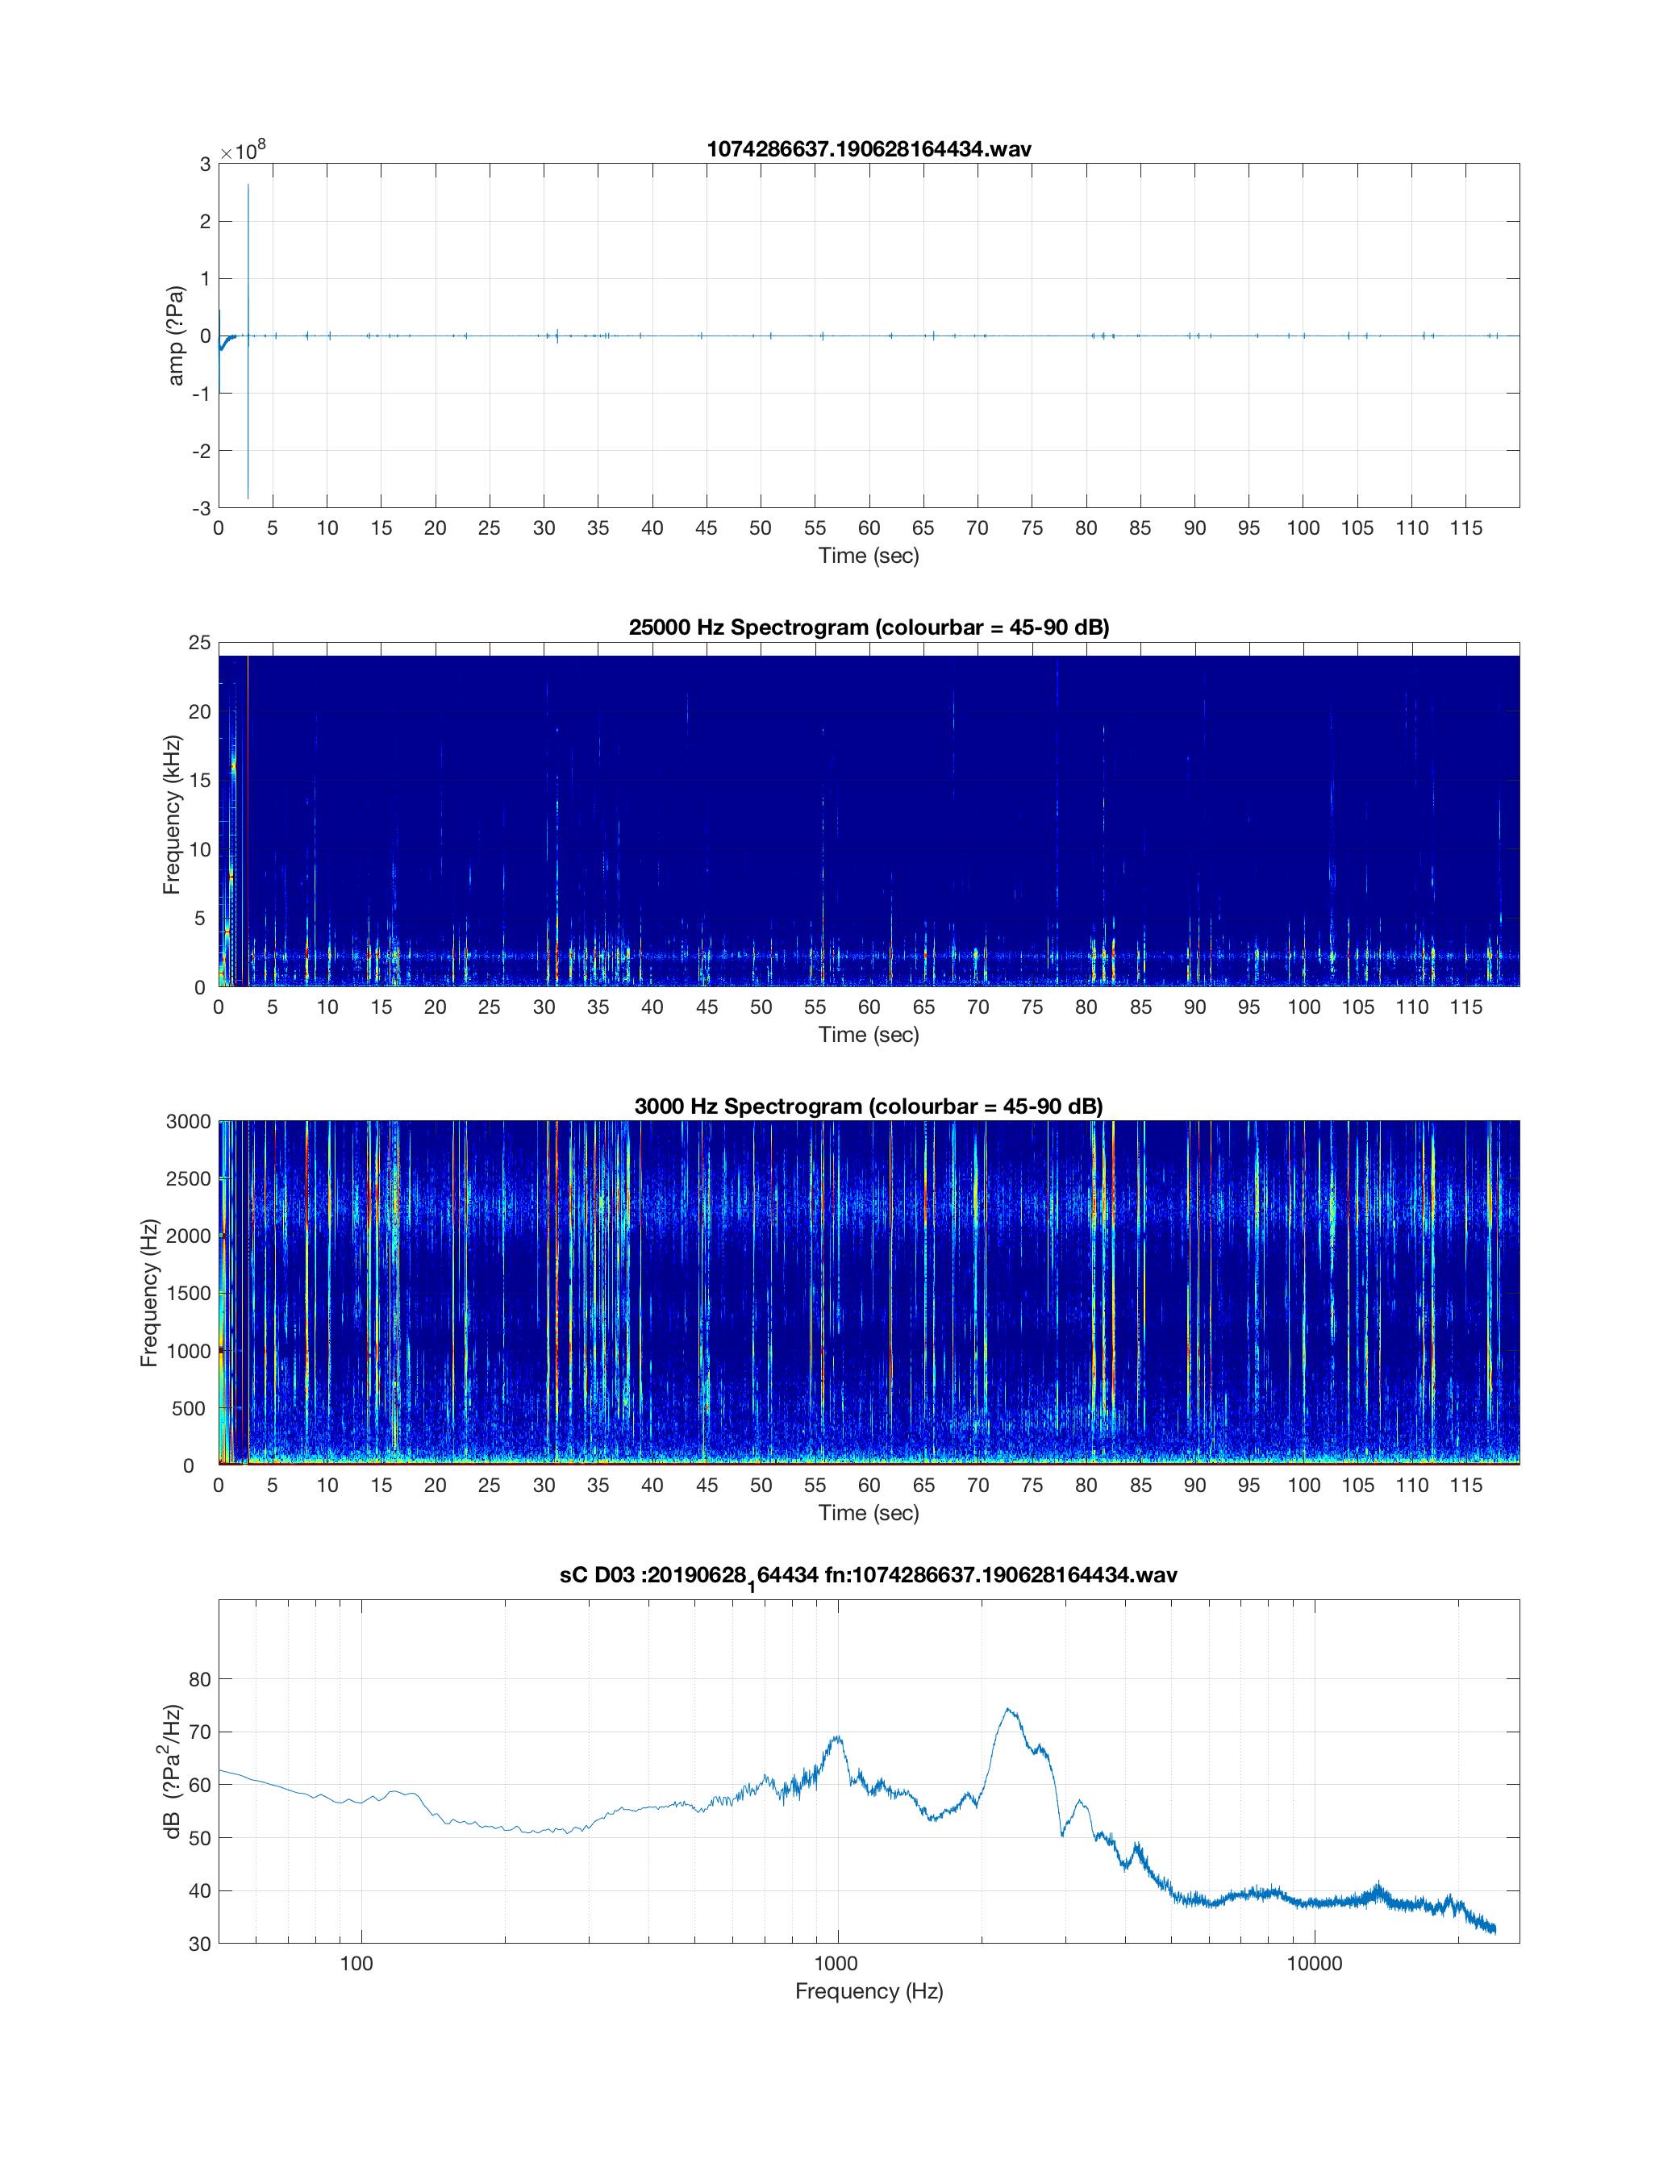 1074286637.190628164434.wav
×10⁸
3
2
1
0
-1
-2
-3
amp (?Pa)
0 5 10 15 20 25 30 35 40 45 50 55 60 65 70 75 80 85 90 95 100 105 110 115
Time (sec)
25000 Hz Spectrogram (colourbar = 45-90 dB)
25
20
15
10
5
0
Frequency (kHz)
0 5 10 15 20 25 30 35 40 45 50 55 60 65 70 75 80 85 90 95 100 105 110 115
Time (sec)
3000 Hz Spectrogram (colourbar = 45-90 dB)
3000
2500
2000
1500
1000
500
0
Frequency (Hz)
0 5 10 15 20 25 30 35 40 45 50 55 60 65 70 75 80 85 90 95 100 105 110 115
Time (sec)
sC D03 :20190628₁64434 fn:1074286637.190628164434.wav
80
70
60
50
40
30
dB (?Pa²/Hz)
100 1000 10000
Frequency (Hz)